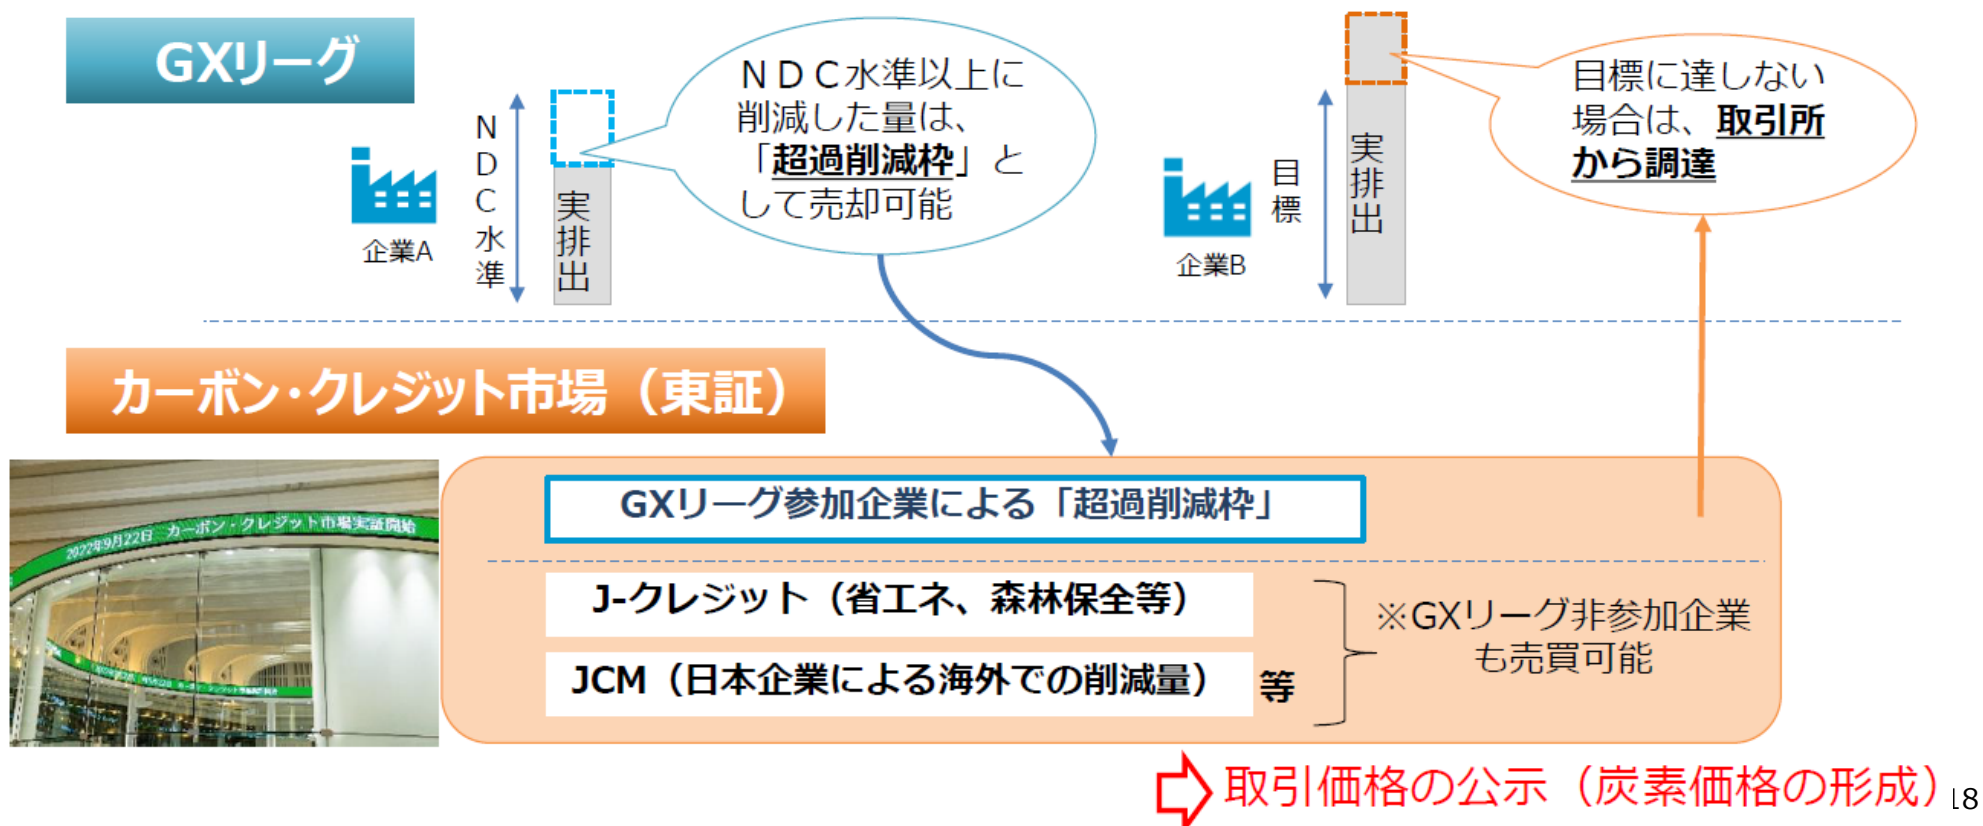 GXリーグ
NDC水準
企業A
実排出
NDC水準以上に
削減した量は、
「超過削減枠」と
して売却可能
企業B
目標
実排出
目標に達しない
場合は、取引所
から調達
カーボン・クレジット市場（東証）
2022年9月22日 カーボン・クレジット市場実証開始
GXリーグ参加企業による「超過削減枠」
J-クレジット（省エネ、森林保全等）
JCM（日本企業による海外での削減量）
等
※GXリーグ非参加企業
も売買可能
取引価格の公示（炭素価格の形成）
18